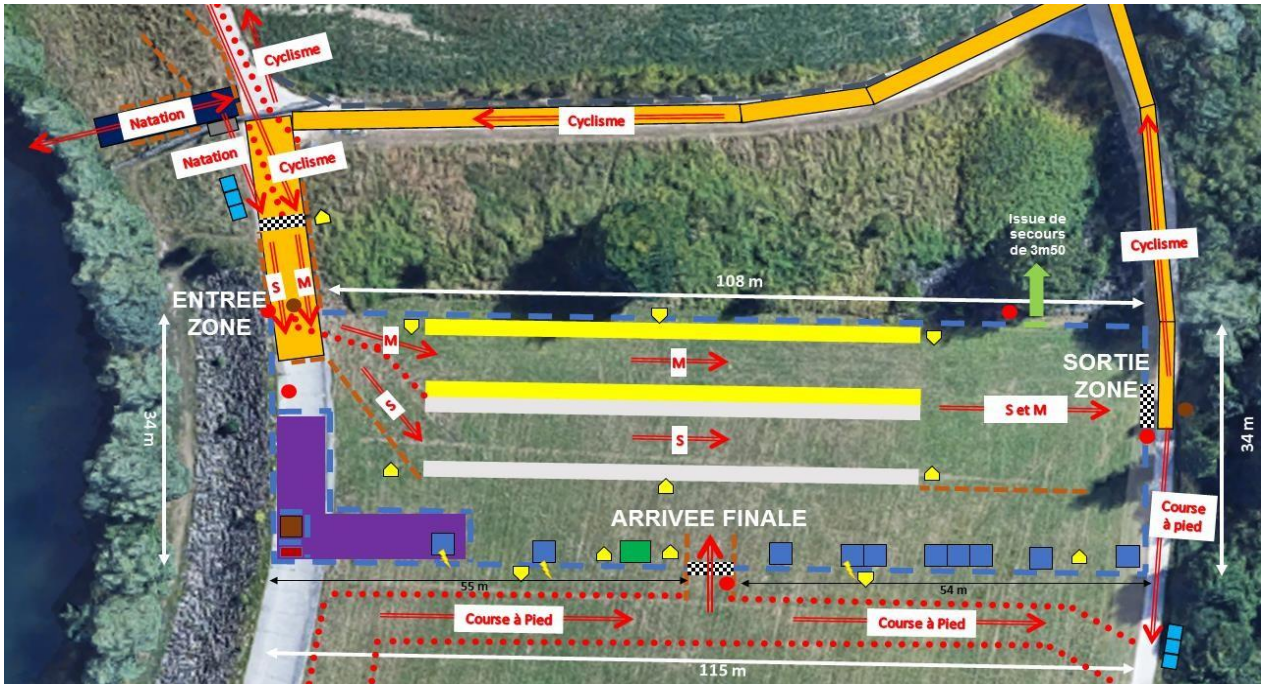 Cyclisme
Natation
Cyclisme
Natation
Cyclisme
Issue de
secours
de 3m50
Cyclisme
108 m
S
M
ENTREE
ZONE
M
M
SORTIE
ZONE
S
S et M
34 m
S
34 m
Course
à pied
ARRIVEE FINALE
55 m
54 m
Course à Pied
Course à Pied
115 m